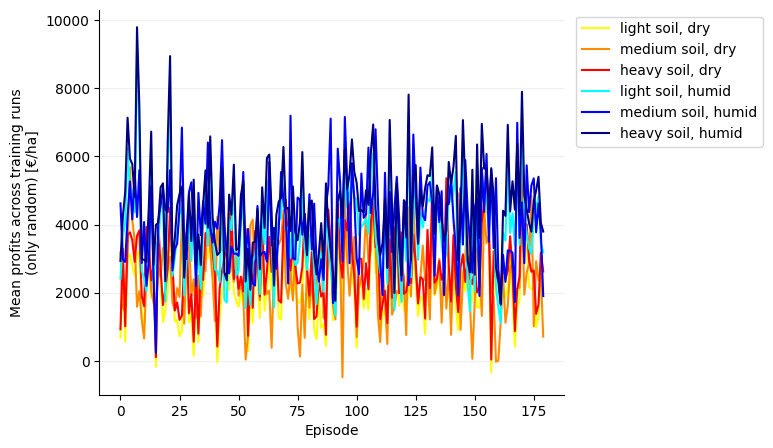 Mean profits across training runs
(only random) [€/ha]
10000
8000
6000
4000
2000
0
0
25
50
75
100
125
150
175
Episode
light soil, dry
medium soil, dry
heavy soil, dry
light soil, humid
medium soil, humid
heavy soil, humid